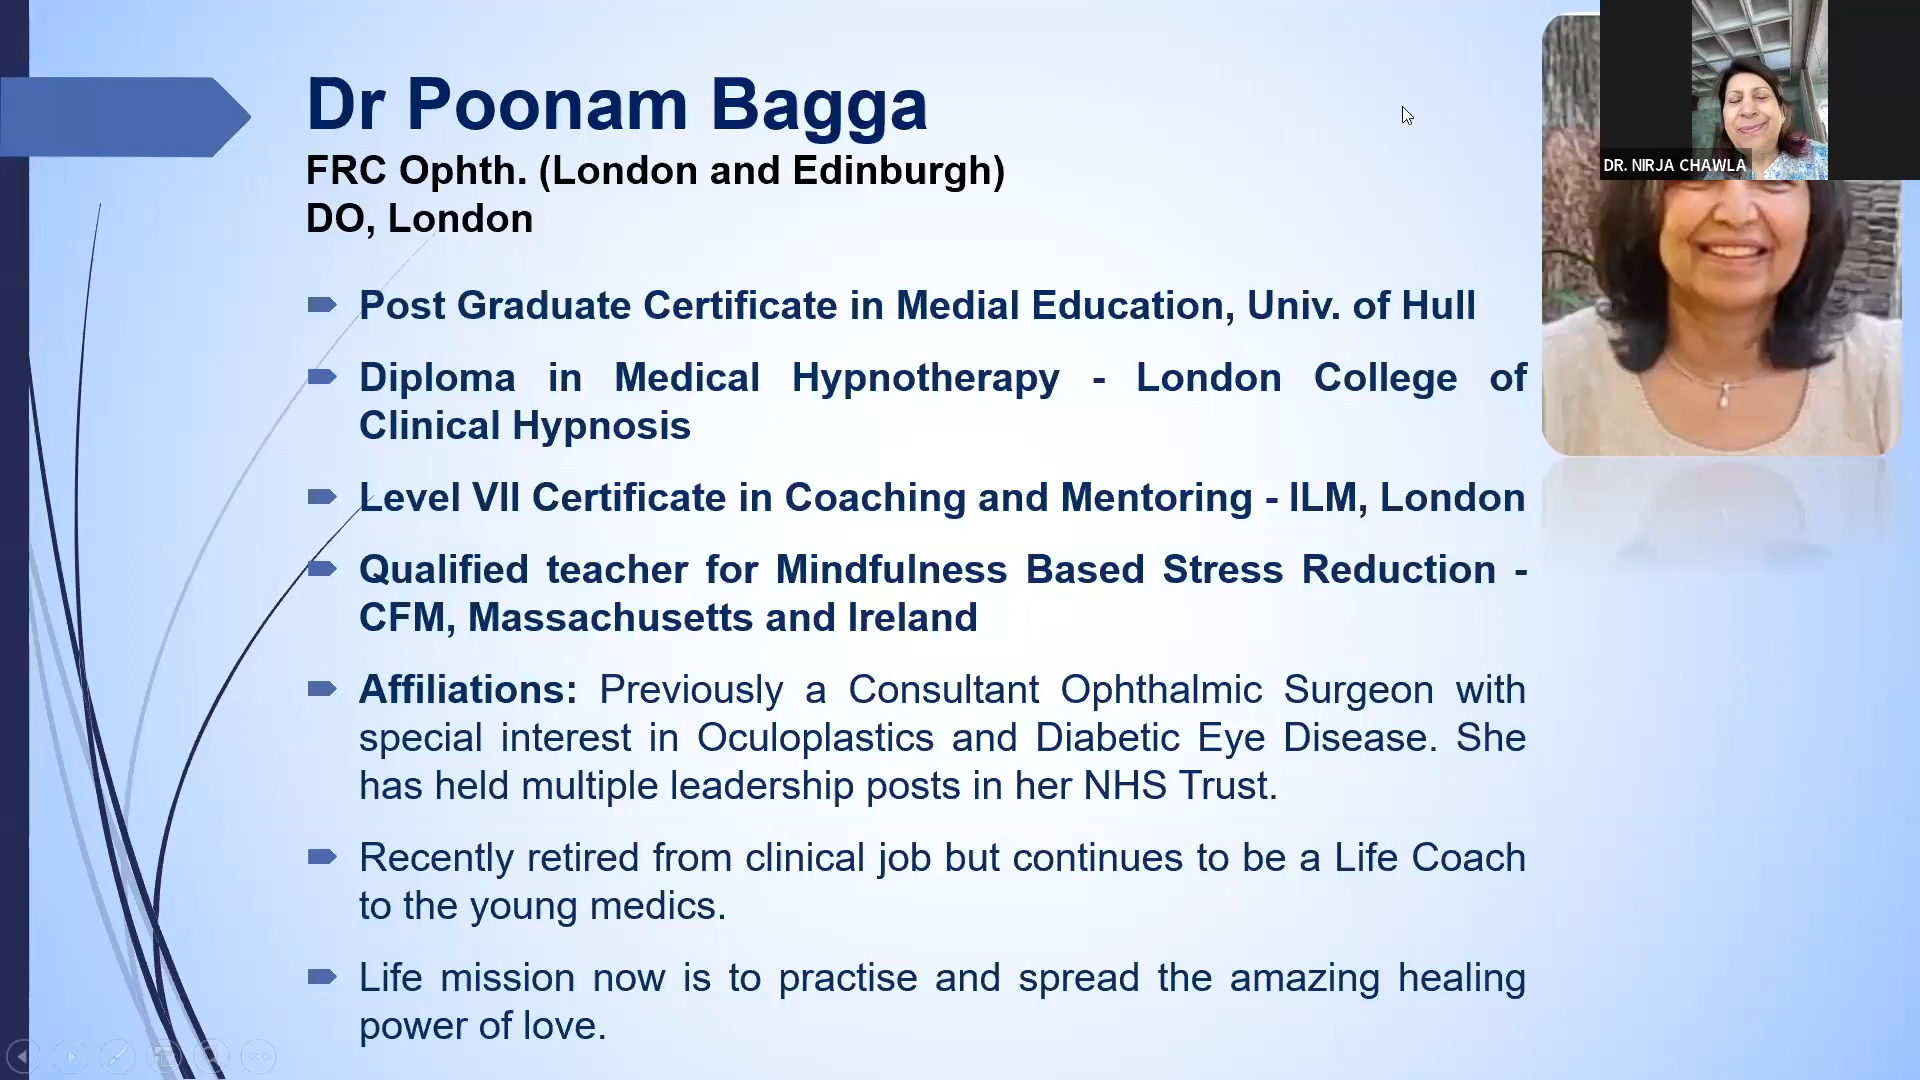 Dr Poonam Bagga
DR. NIRJA CHAWLA
FRC Ophth. (London and Edinburgh)
DO, London
Post Graduate Certificate in Medial Education, Univ. of Hull
Diploma in Medical Hypnotherapy - London College of
Clinical Hypnosis
Level VII Certificate in Coaching and Mentoring - ILM, London
Qualified teacher for Mindfulness Based Stress Reduction -
CFM, Massachusetts and Ireland
Affiliations: Previously a Consultant Ophthalmic Surgeon with
special interest in Oculoplastics and Diabetic Eye Disease. She
has held multiple leadership posts in her NHS Trust.
Recently retired from clinical job but continues to be a Life Coach
to the young medics.
Life mission now is to practise and spread the amazing healing
power of love.